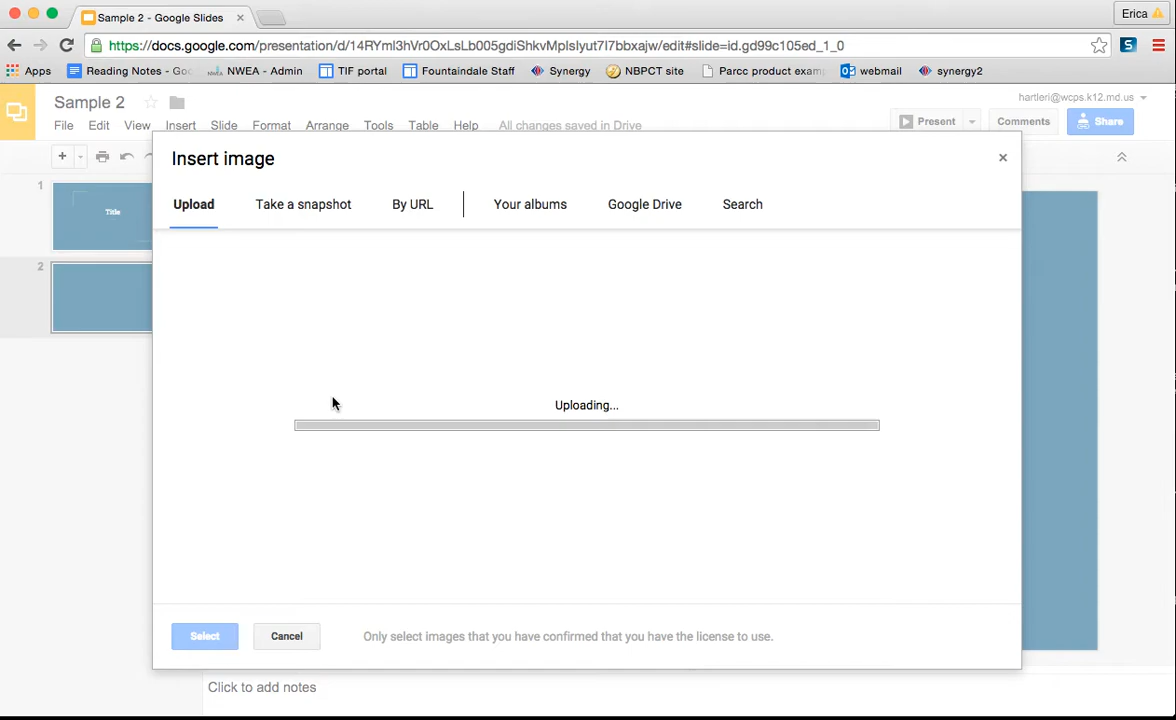 Sample 2 - Google Slides
Erica
https://docs.google.com/presentation/d/14RYml3hVr0OxLsLb005gdiShkvMplsIyut7l7bbxajw/edit#slide=id.gd99c105ed_1_0
Apps Reading Notes - Goo NWEA - Admin TIF portal Fountaindale Staff Synergy NBPCT site Parcc product exam webmail synergy2
Sample 2
hartleri@wcps.k12.md.us
File Edit View Insert Slide Format Arrange Tools Table Help All changes saved in Drive
Present Comments Share
Insert image
Upload Take a snapshot By URL Your albums Google Drive Search
1
Title
2
Uploading...
Select Cancel Only select images that you have confirmed that you have the license to use.
Click to add notes